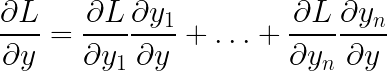 ∂L/∂y = ∂L/∂y₁ ∂y₁/∂y + … + ∂L/∂yₙ ∂yₙ/∂y